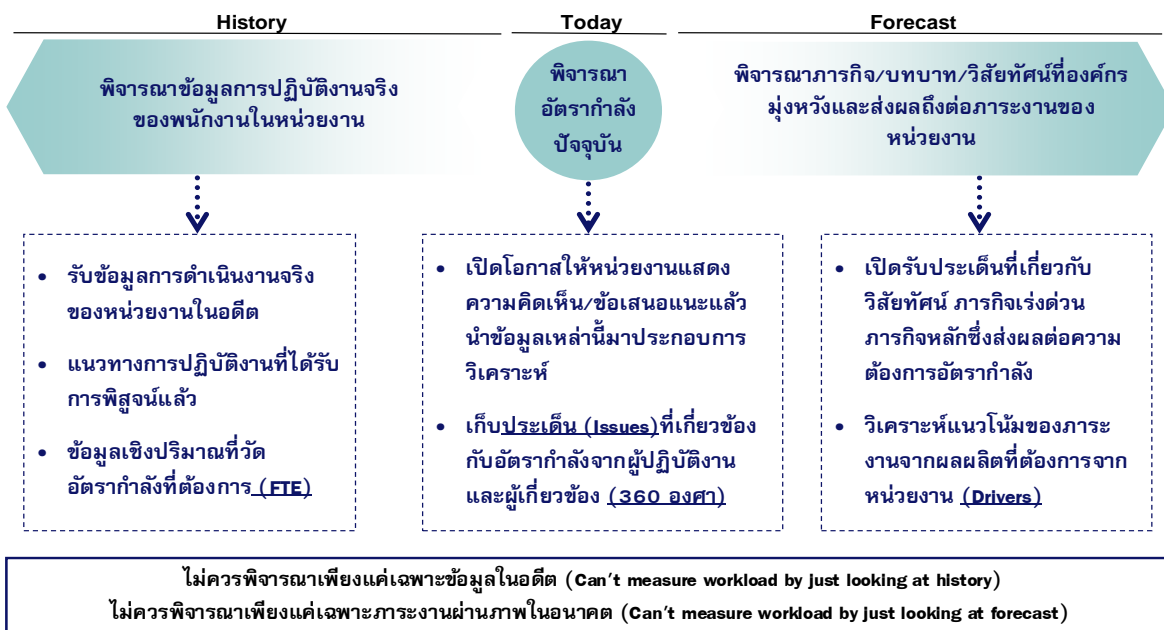 History
Today
Forecast
พิจารณาข้อมูลการปฏิบัติงานจริง
ของพนักงานในหน่วยงาน
พิจารณา
อัตรากำลัง
ปัจจุบัน
พิจารณาภารกิจ/บทบาท/วิสัยทัศน์ที่องค์กร
มุ่งหวังและส่งผลถึงต่อภาระงานของ
หน่วยงาน
• รับข้อมูลการดำเนินงานจริง
ของหน่วยงานในอดีต
• แนวทางการปฏิบัติงานที่ได้รับ
การพิสูจน์แล้ว
• ข้อมูลเชิงปริมาณที่วัด
อัตรากำลังที่ต้องการ (FTE)
• เปิดโอกาสให้หน่วยงานแสดง
ความคิดเห็น/ข้อเสนอแนะแล้ว
นำข้อมูลเหล่านี้มาประกอบการ
วิเคราะห์
• เก็บประเด็น (Issues)ที่เกี่ยวข้อง
กับอัตรากำลังจากผู้ปฏิบัติงาน
และผู้เกี่ยวข้อง (360 องศา)
• เปิดรับประเด็นที่เกี่ยวกับ
วิสัยทัศน์ ภารกิจเร่งด่วน
ภารกิจหลักซึ่งส่งผลต่อความ
ต้องการอัตรากำลัง
• วิเคราะห์แนวโน้มของภาระ
งานจากผลผลิตที่ต้องการจาก
หน่วยงาน (Drivers)
ไม่ควรพิจารณาเพียงแค่เฉพาะข้อมูลในอดีต (Can't measure workload by just looking at history)
ไม่ควรพิจารณาเพียงแค่เฉพาะภาระงานผ่านภาพในอนาคต (Can't measure workload by just looking at forecast)